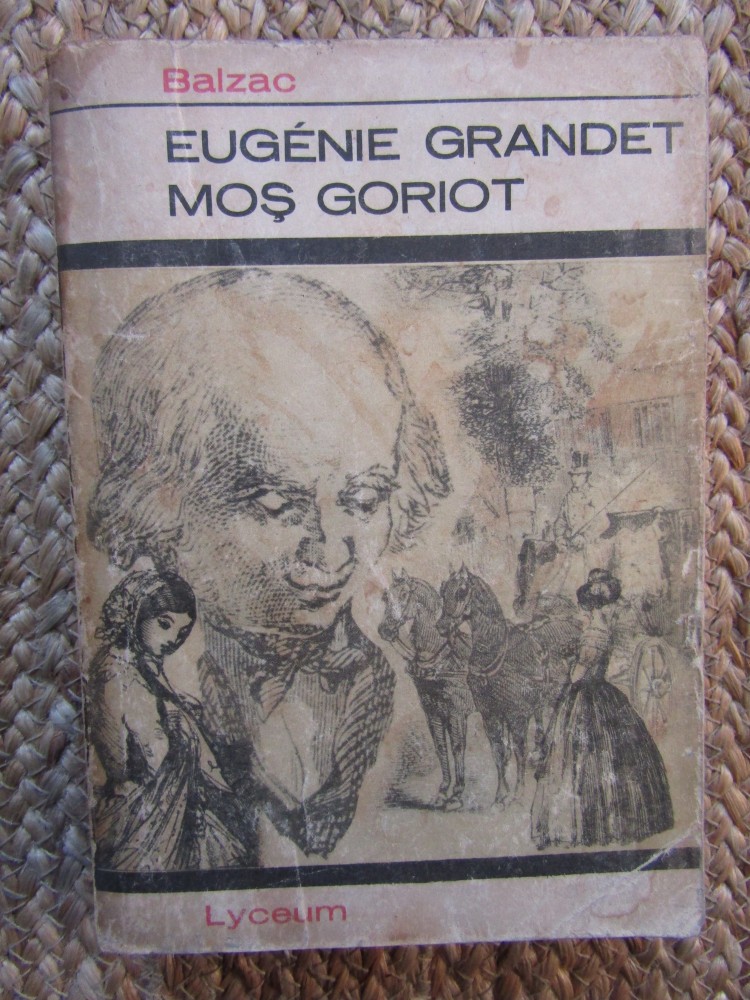 Balzac
EUGÉNIE GRANDET
MOŞ GORIOT
Lyceum